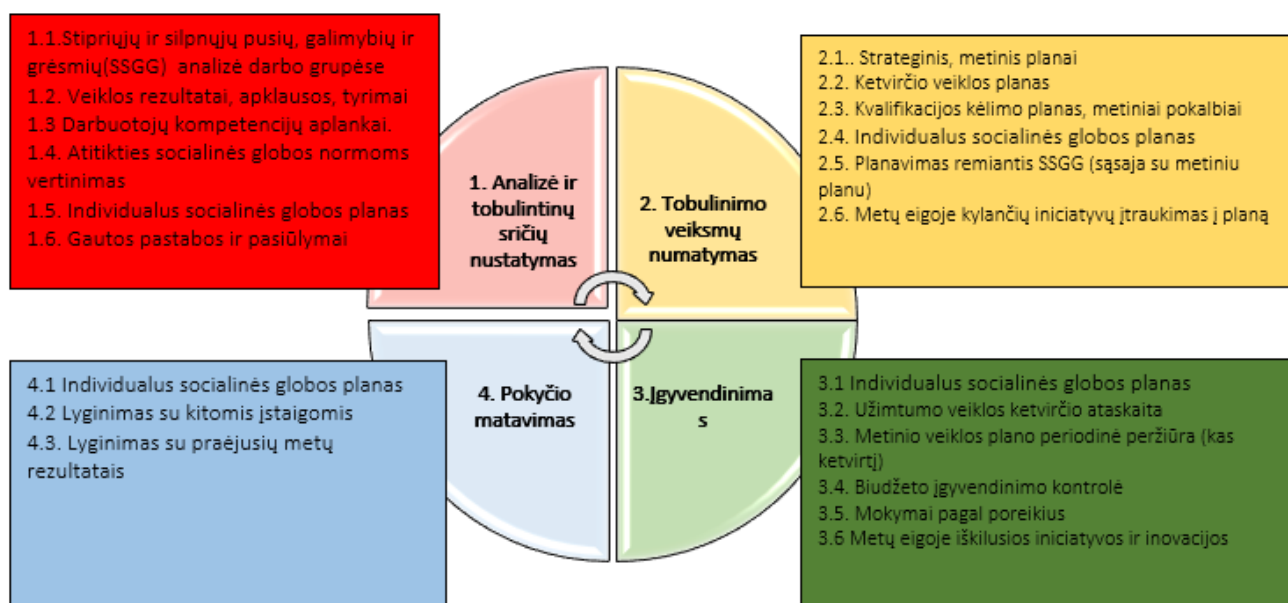 1.1.Stipriųjų ir silpnųjų pusių, galimybių ir
grėsmių(SSGG) analizė darbo grupėse
1.2. Veiklos rezultatai, apklausos, tyrimai
1.3 Darbuotojų kompetencijų aplankai.
1.4. Atitikties socialinės globos normoms
vertinimas
1.5. Individualus socialinės globos planas
1.6. Gautos pastabos ir pasiūlymai
2.1.. Strateginis, metinis planai
2.2. Ketvirčio veiklos planas
2.3. Kvalifikacijos kėlimo planas, metiniai pokalbiai
2.4. Individualus socialinės globos planas
2.5. Planavimas remiantis SSGG (sąsaja su metiniu
planu)
2.6. Metų eigoje kylančių iniciatyvų įtraukimas į planą
1. Analizė ir
tobulintinų
sričių
nustatymas
2. Tobulinimo
veiksmų
numatymas
4. Pokyčio
matavimas
3.Įgyvendinima
s
4.1 Individualus socialinės globos planas
4.2 Lyginimas su kitomis įstaigomis
4.3. Lyginimas su praėjusių metų
rezultatais
3.1 Individualus socialinės globos planas
3.2. Užimtumo veiklos ketvirčio ataskaita
3.3. Metinio veiklos plano periodinė peržiūra (kas
ketvirtį)
3.4. Biudžeto įgyvendinimo kontrolė
3.5. Mokymai pagal poreikius
3.6 Metų eigoje iškilusios iniciatyvos ir inovacijos